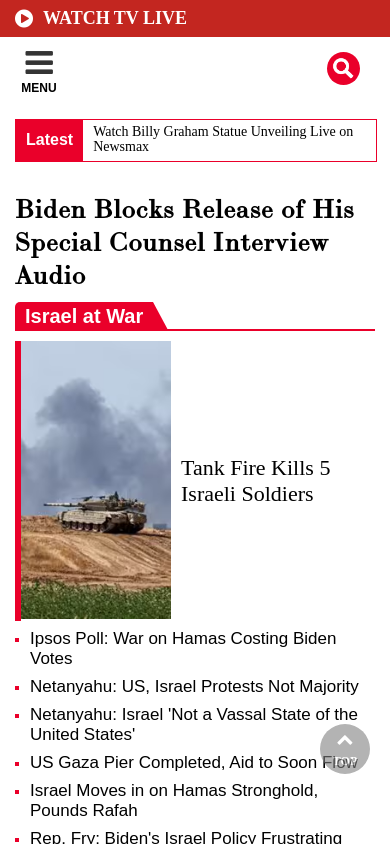 WATCH TV LIVE
MENU
Latest
Watch Billy Graham Statue Unveiling Live on
Newsmax
Biden Blocks Release of His
Special Counsel Interview
Audio
Israel at War
Tank Fire Kills 5
Israeli Soldiers
Ipsos Poll: War on Hamas Costing Biden
Votes
Netanyahu: US, Israel Protests Not Majority
Netanyahu: Israel 'Not a Vassal State of the
United States'
US Gaza Pier Completed, Aid to Soon Flow
TOP
Israel Moves in on Hamas Stronghold,
Pounds Rafah
Rep. Fry: Biden's Israel Policy Frustrating